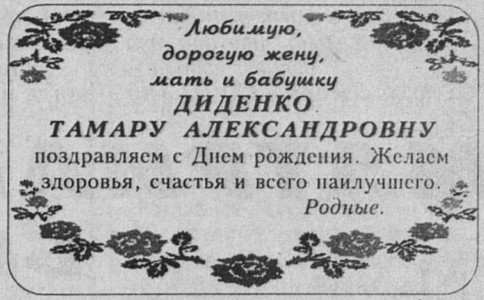 Любимую,
дорогую жену,
мать и бабушку
ДИДЕНКО
ТАМАРУ АЛЕКСАНДРОВНУ
поздравляем с Днем рождения. Желаем
здоровья, счастья и всего наилучшего.
Родные.